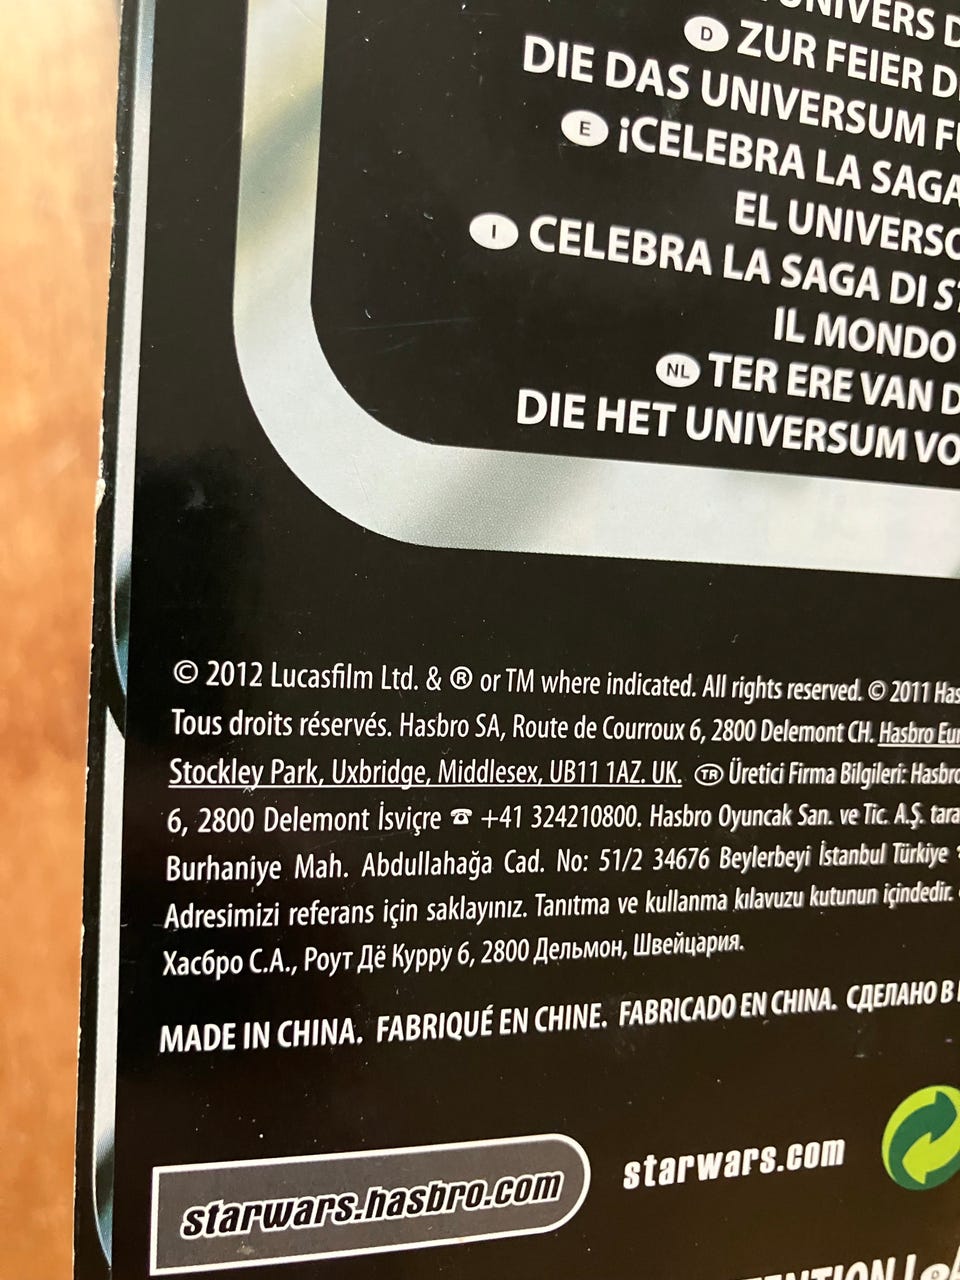 UNIVERS
D ZUR FEIER
DIE DAS UNIVERSUM
E ¡CELEBRA LA SAGA
EL UNIVERSO
I CELEBRA LA SAGA DI
IL MONDO
NL TER ERE VAN
DIE HET UNIVERSUM
© 2012 Lucasfilm Ltd. & ® or TM where indicated. All rights reserved. © 2011
Tous droits réservés. Hasbro SA, Route de Courroux 6, 2800 Delemont CH. Hasbro
Stockley Park, Uxbridge, Middlesex, UB11 1AZ. UK. TR Üretici Firma Bilgileri: Hasbro
6, 2800 Delemont İsviçre ☎ +41 324210800. Hasbro Oyuncak San. ve Tic. A.Ş.
Burhaniye Mah. Abdullahağa Cad. No: 51/2 34676 Beylerbeyi İstanbul Türkiye
Adresimizi referans için saklayınız. Tanıtma ve kullanma kılavuzu kutunun içindedir.
Хасбро С.А., Роут Дё Курру 6, 2800 Дельмон, Швейцария.
MADE IN CHINA. FABRIQUÉ EN CHINE. FABRICADO EN CHINA. СДЕЛАНО В
starwars.hasbro.com
starwars.com